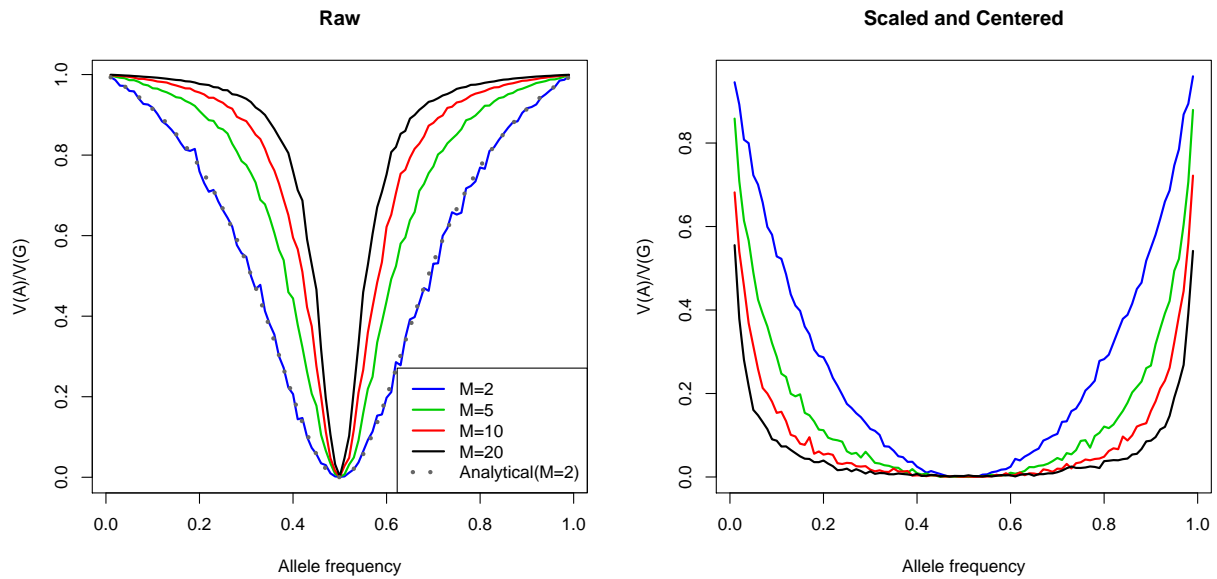 Raw
V(A)/V(G)
1.0
0.8
0.6
0.4
0.2
0.0
M=2
M=5
M=10
M=20
Analytical(M=2)
0.0 0.2 0.4 0.6 0.8 1.0
Allele frequency
Scaled and Centered
V(A)/V(G)
0.8
0.6
0.4
0.2
0.0
0.0 0.2 0.4 0.6 0.8 1.0
Allele frequency